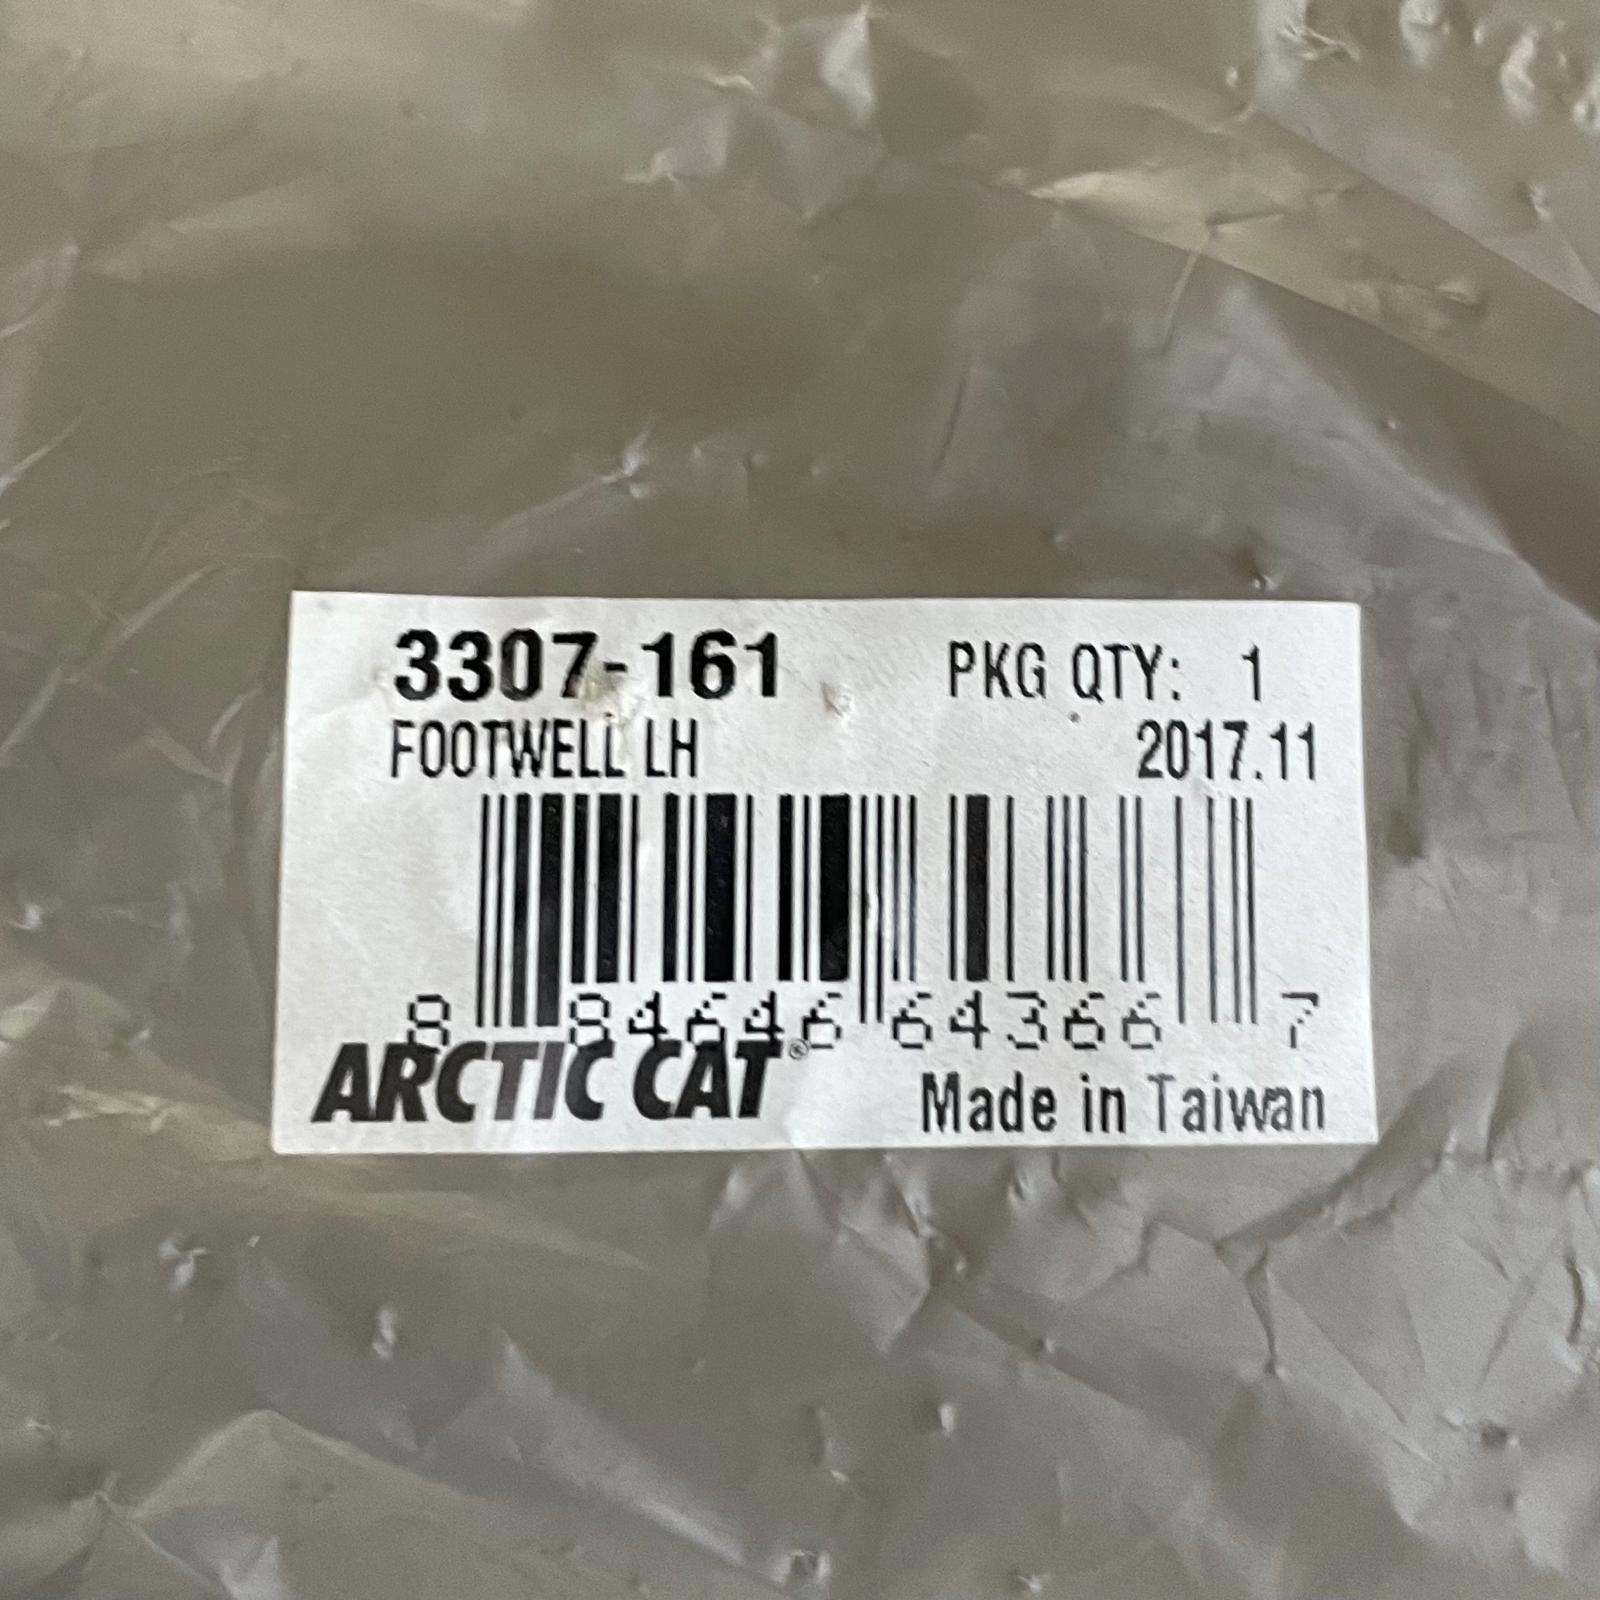 3307-161 PKG QTY: 1
FOOTWELL LH 2017.11
8 84646 64366 7
ARCTIC CAT®
Made in Taiwan